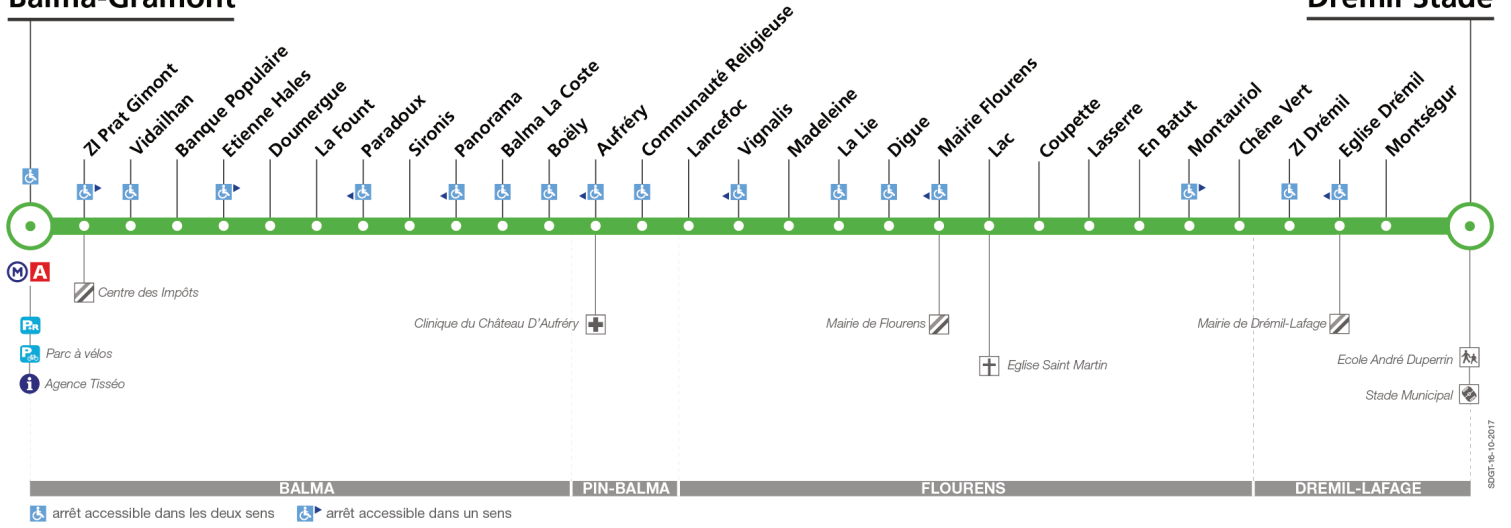 Balma-Gramont
Drémil Stade
ZI Prat Gimont
Vidailhan
Banque Populaire
Etienne Hales
Doumergue
La Fount
Paradoux
Sironis
Panorama
Balma La Coste
Boëly
Aufréry
Communauté Religieuse
Lancefoc
Vignalis
Madeleine
La Lie
Digue
Mairie Flourens
Lac
Coupette
Lasserre
En Batut
Montauriol
Chêne Vert
ZI Drémil
Eglise Drémil
Montségur
M A
Centre des Impôts
Clinique du Château D'Aufréry
Mairie de Flourens
Mairie de Drémil-Lafage
P+R
P Parc à vélos
i Agence Tisséo
Eglise Saint Martin
Ecole André Duperrin
Stade Municipal
SDGT-16-10-2017
BALMA
PIN-BALMA
FLOURENS
DREMIL-LAFAGE
arrêt accessible dans les deux sens
arrêt accessible dans un sens